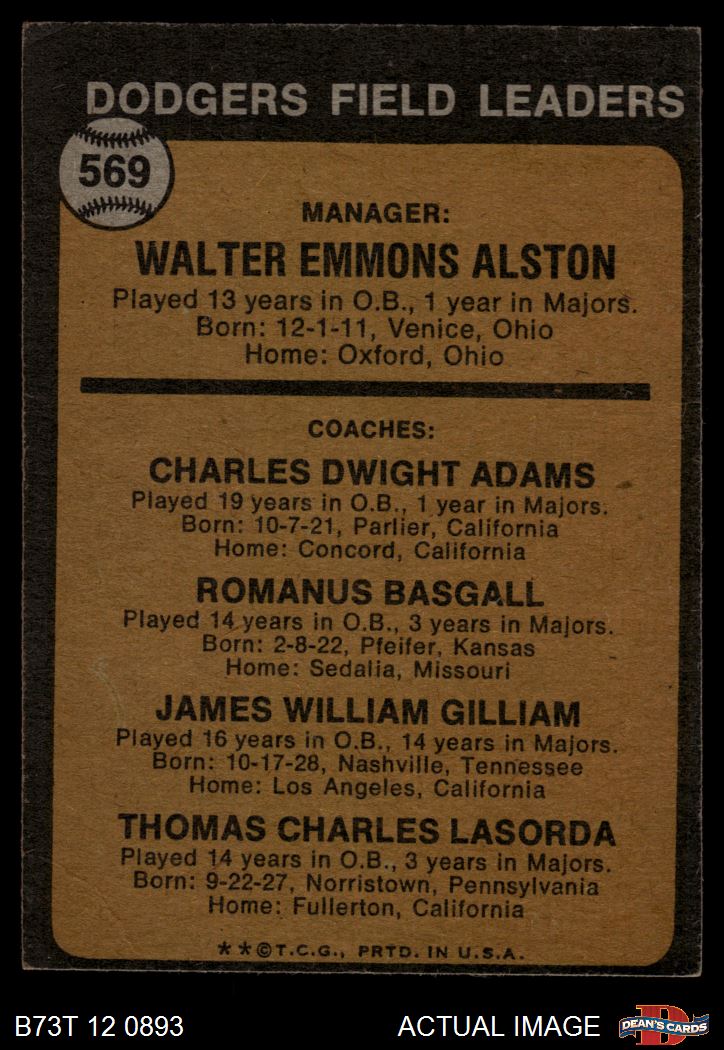 DODGERS FIELD LEADERS
569
MANAGER:
WALTER EMMONS ALSTON
Played 13 years in O.B., 1 year in Majors.
Born: 12-1-11, Venice, Ohio
Home: Oxford, Ohio
COACHES:
CHARLES DWIGHT ADAMS
Played 19 years in O.B., 1 year in Majors.
Born: 10-7-21, Parlier, California
Home: Concord, California
ROMANUS BASGALL
Played 14 years in O.B., 3 years in Majors.
Born: 2-8-22, Pfeifer, Kansas
Home: Sedalia, Missouri
JAMES WILLIAM GILLIAM
Played 16 years in O.B., 14 years in Majors.
Born: 10-17-28, Nashville, Tennessee
Home: Los Angeles, California
THOMAS CHARLES LASORDA
Played 14 years in O.B., 3 years in Majors.
Born: 9-22-27, Norristown, Pennsylvania
Home: Fullerton, California
**©T.C.G., PRTD. IN U.S.A.
B73T 12 0893 ACTUAL IMAGE
D
DEAN'S CARDS